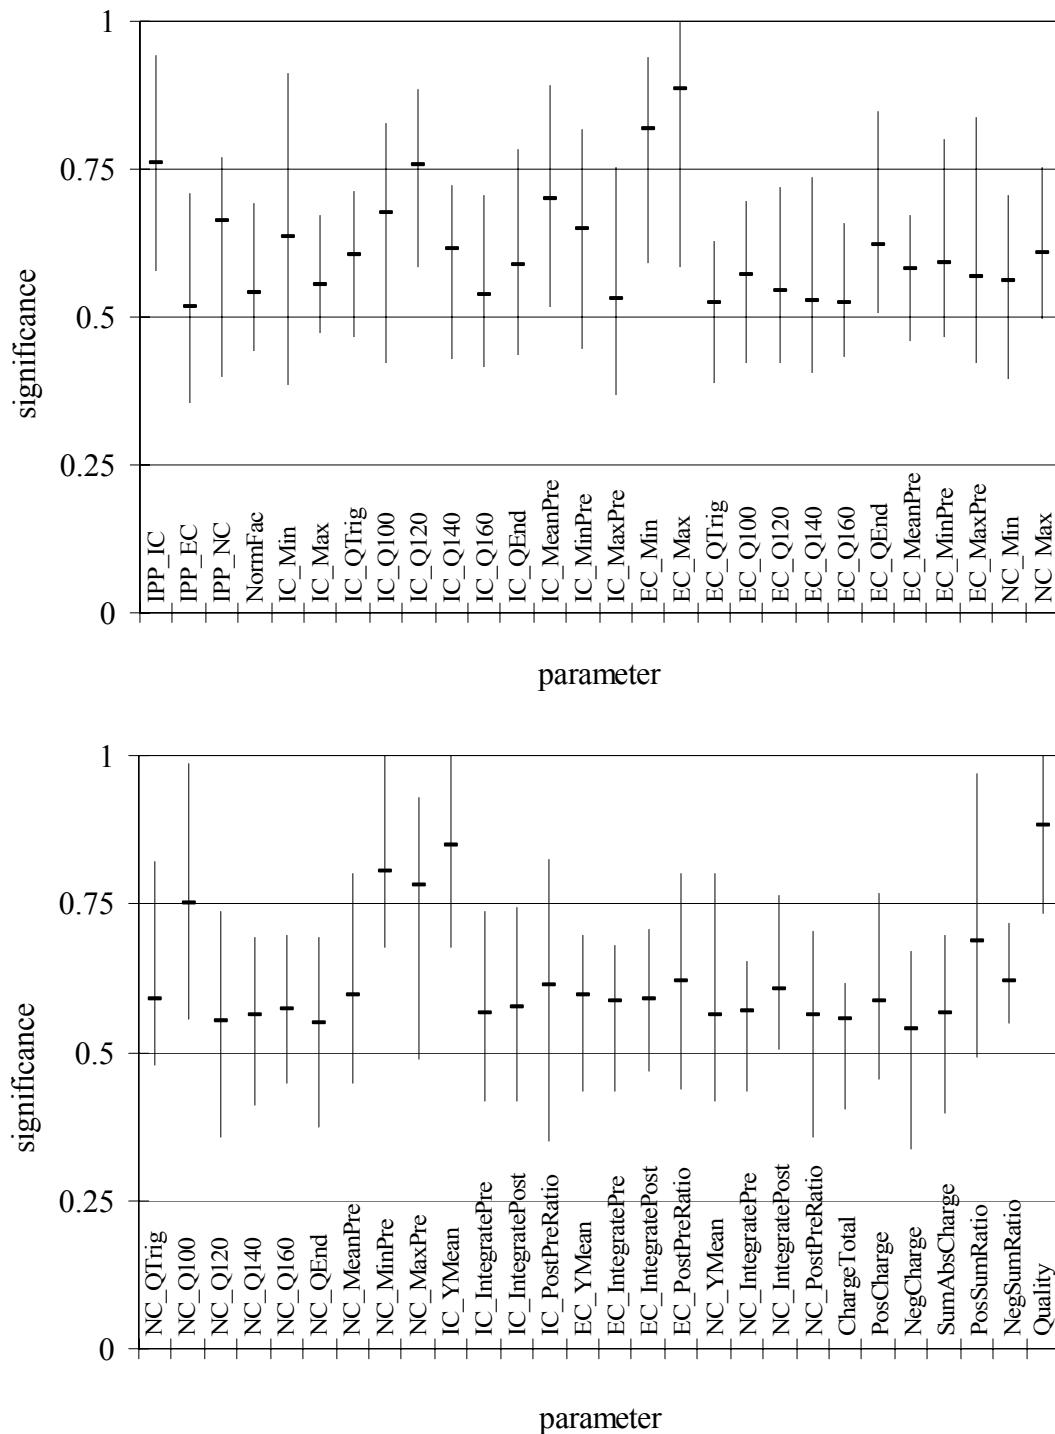 1
0.75
0.5
0.25
0
significance
IPP_IC
IPP_EC
IPP_NC
NormFac
IC_Min
IC_Max
IC_QTrig
IC_Q100
IC_Q120
IC_Q140
IC_Q160
IC_QEnd
IC_MeanPre
IC_MinPre
IC_MaxPre
EC_Min
EC_Max
EC_QTrig
EC_Q100
EC_Q120
EC_Q140
EC_Q160
EC_QEnd
EC_MeanPre
EC_MinPre
EC_MaxPre
NC_Min
NC_Max
parameter
1
0.75
0.5
0.25
0
significance
NC_QTrig
NC_Q100
NC_Q120
NC_Q140
NC_Q160
NC_QEnd
NC_MeanPre
NC_MinPre
NC_MaxPre
IC_YMean
IC_IntegratePre
IC_IntegratePost
IC_PostPreRatio
EC_YMean
EC_IntegratePre
EC_IntegratePost
EC_PostPreRatio
NC_YMean
NC_IntegratePre
NC_IntegratePost
NC_PostPreRatio
ChargeTotal
PosCharge
NegCharge
SumAbsCharge
PosSumRatio
NegSumRatio
Quality
parameter